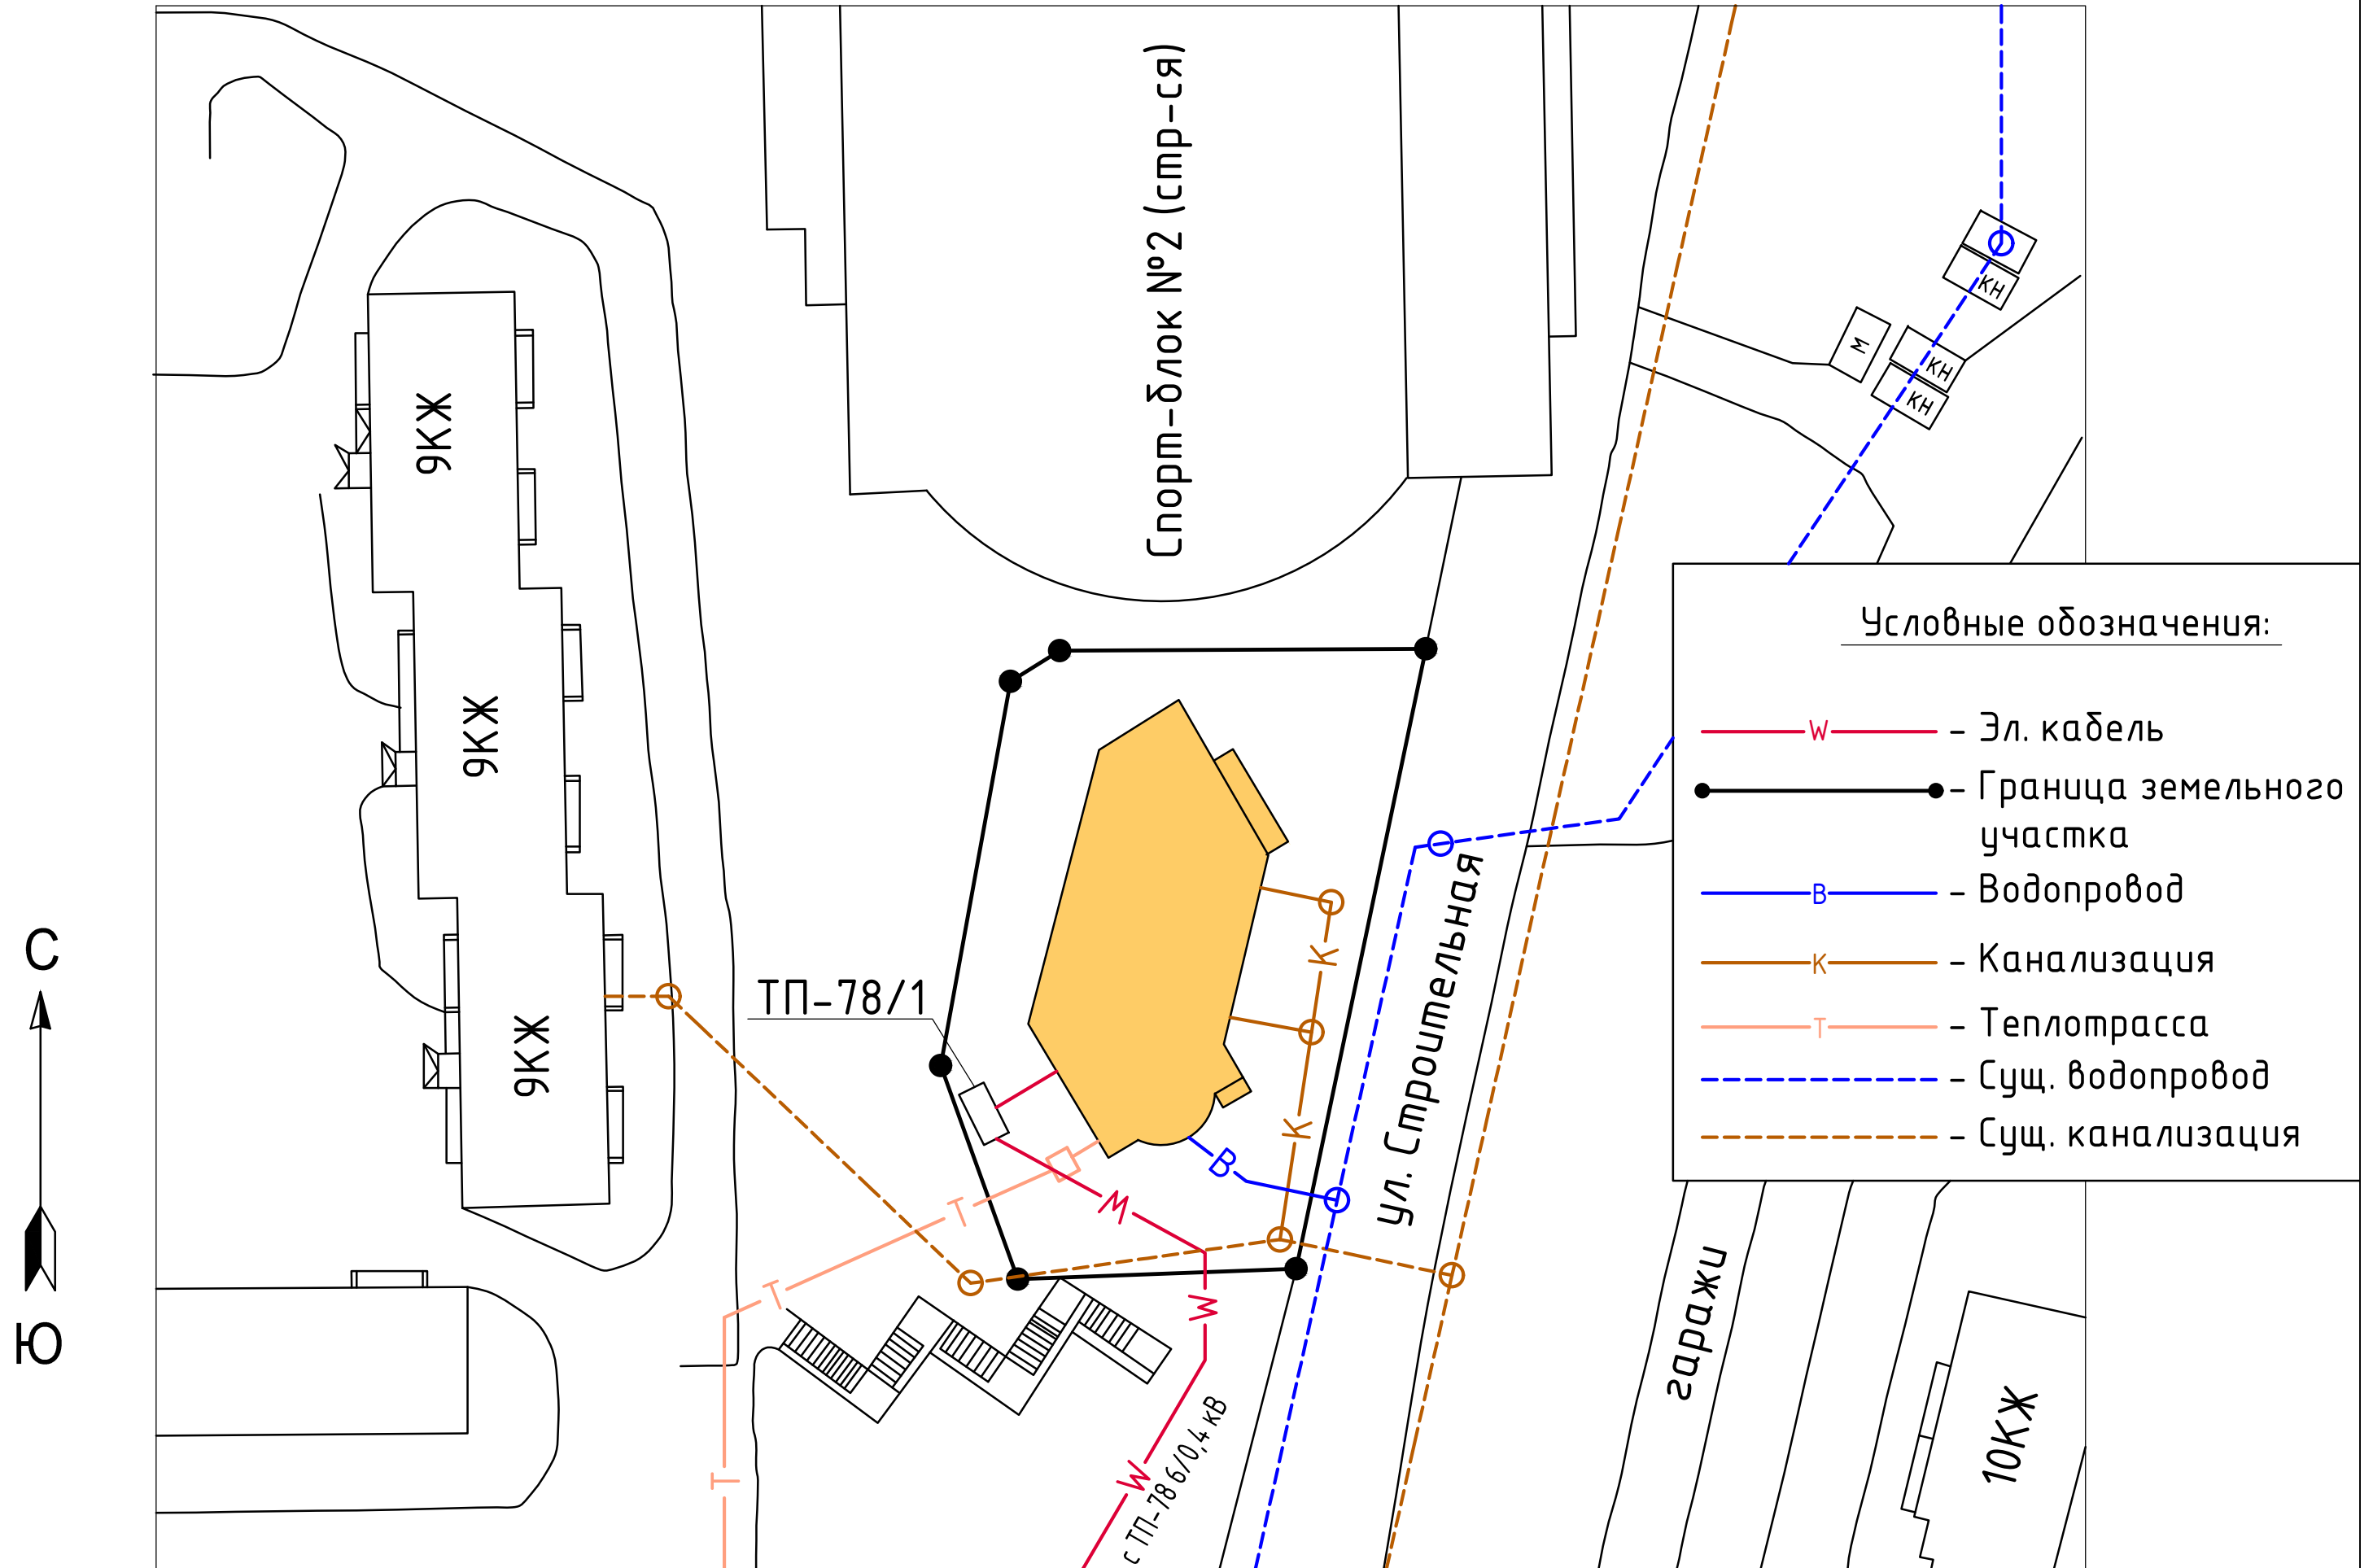 Спорт-блок №2 (стр-ся)
КН
М
КН
КН
9КЖ
9КЖ
9КЖ
С
Ю
Условные обозначения:
W – Эл. кабель
– Граница земельного
участка
В – Водопровод
К – Канализация
Т – Теплотрасса
– Сущ. водопровод
– Сущ. канализация
ТП-78/1
К
К
В
ул. Строительная
W
Т
Т
W
Т
W
с ТП-78 6/0,4 кВ
гаражи
10КЖ